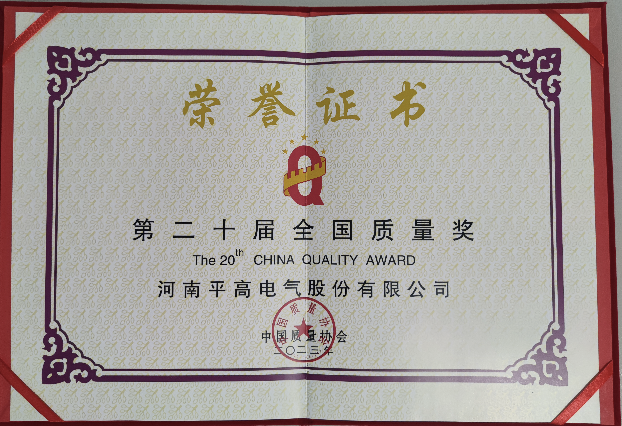 荣誉证书
Q
第二十届全国质量奖
The 20th CHINA QUALITY AWARD
河南平高电气股份有限公司
中国质量协会
二〇二三年